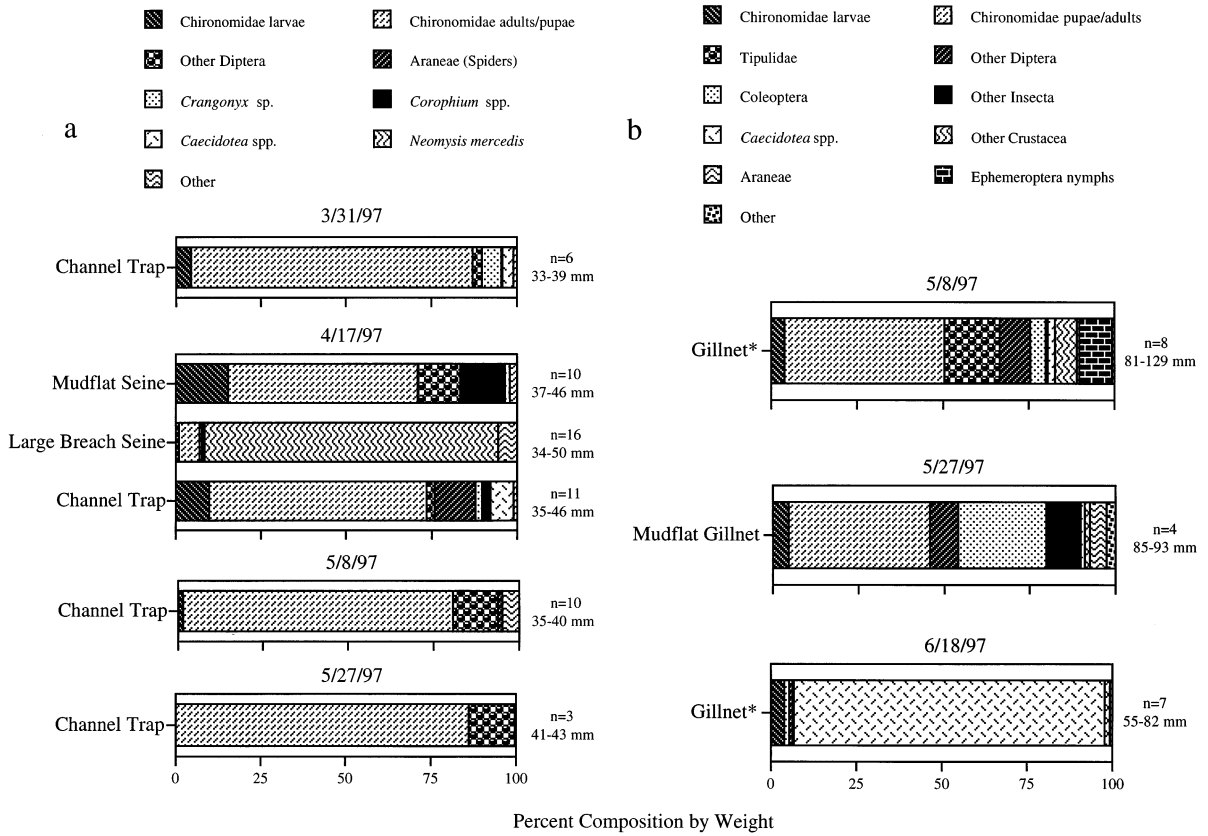 Chironomidae larvae
Chironomidae adults/pupae
Other Diptera
Araneae (Spiders)
Crangonyx sp.
Corophium spp.
Caecidotea spp.
Neomysis mercedis
Other
a
3/31/97
Channel Trap
n=6
33-39 mm
4/17/97
Mudflat Seine
n=10
37-46 mm
Large Breach Seine
n=16
34-50 mm
Channel Trap
n=11
35-46 mm
5/8/97
Channel Trap
n=10
35-40 mm
5/27/97
Channel Trap
n=3
41-43 mm
0 25 50 75 100
Chironomidae larvae
Chironomidae pupae/adults
Tipulidae
Other Diptera
Coleoptera
Other Insecta
Caecidotea spp.
Other Crustacea
Araneae
Ephemeroptera nymphs
Other
b
5/8/97
Gillnet*
n=8
81-129 mm
5/27/97
Mudflat Gillnet
n=4
85-93 mm
6/18/97
Gillnet*
n=7
55-82 mm
0 25 50 75 100
Percent Composition by Weight